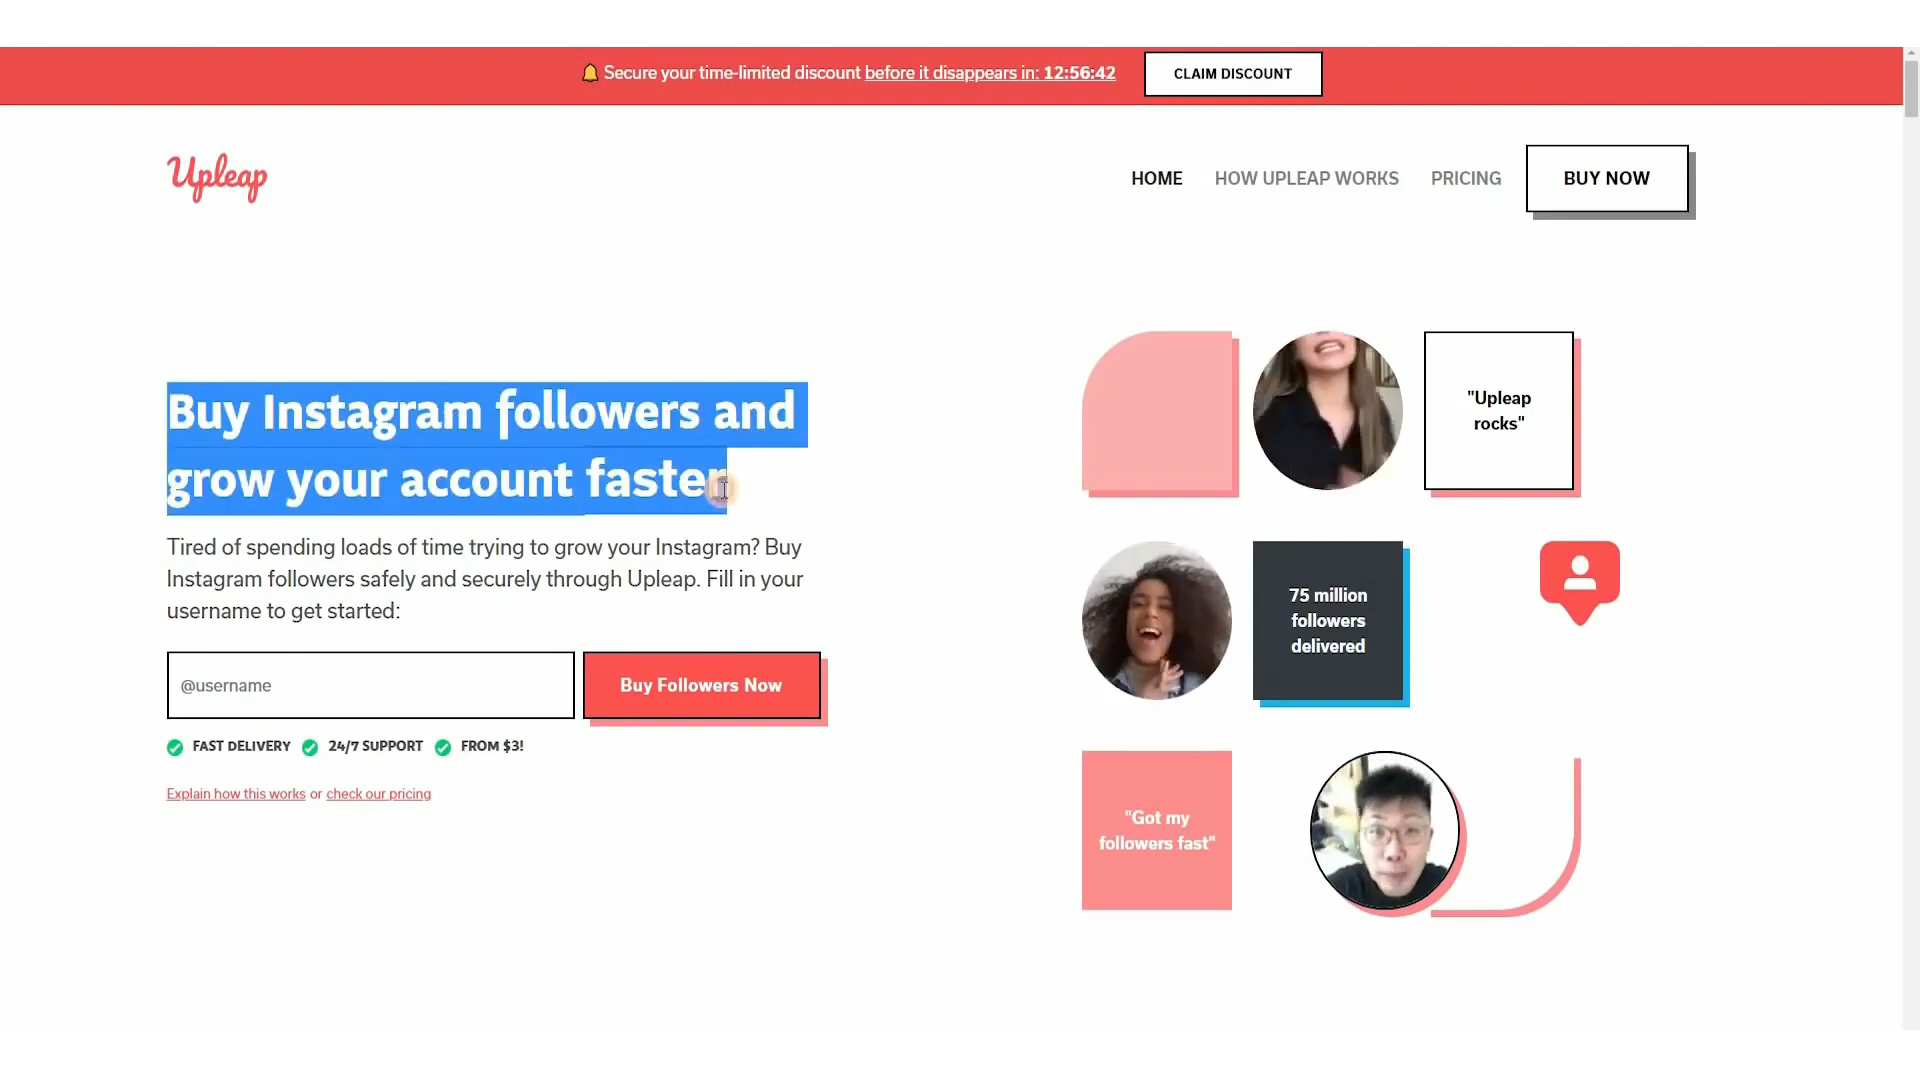 Secure your time-limited discount before it disappears in: 12:56:42
CLAIM DISCOUNT
Upleap
HOME
HOW UPLEAP WORKS
PRICING
BUY NOW
Buy Instagram followers and
grow your account faster
Tired of spending loads of time trying to grow your Instagram? Buy
Instagram followers safely and securely through Upleap. Fill in your
username to get started:
@username
Buy Followers Now
FAST DELIVERY
24/7 SUPPORT
FROM $3!
Explain how this works or check our pricing
"Upleap
rocks"
75 million
followers
delivered
"Got my
followers fast"